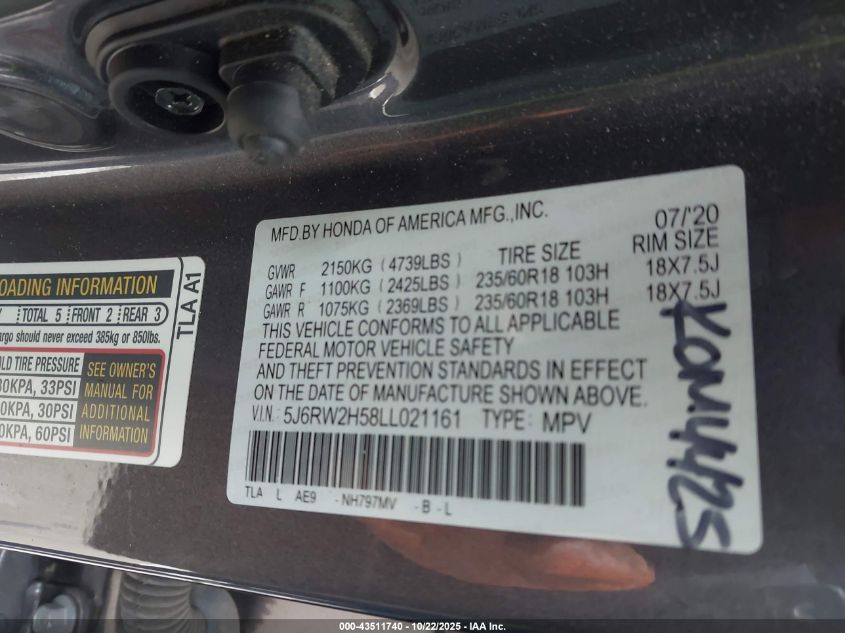 OADING INFORMATION
TOTAL 5 FRONT 2 REAR 3
argo should never exceed 385kg or 850lbs.
LD TIRE PRESSURE
30KPA, 33PSI
0KPA, 30PSI
0KPA, 60PSI
SEE OWNER'S
MANUAL FOR
ADDITIONAL
INFORMATION
TLA A1
MFD.BY HONDA OF AMERICA MFG.,INC. 07/'20
GVWR 2150KG (4739LBS) TIRE SIZE RIM SIZE
GAWR F 1100KG (2425LBS) 235/60R18 103H 18X7.5J
GAWR R 1075KG (2369LBS) 235/60R18 103H 18X7.5J
THIS VEHICLE CONFORMS TO ALL APPLICABLE
FEDERAL MOTOR VEHICLE SAFETY
AND THEFT PREVENTION STANDARDS IN EFFECT
ON THE DATE OF MANUFACTURE SHOWN ABOVE.
V.I.N.: 5J6RW2H58LL021161 TYPE: MPV
TLA L AE9 -NH797MV -B -L
000-43511740 - 10/22/2025 - IAA Inc.